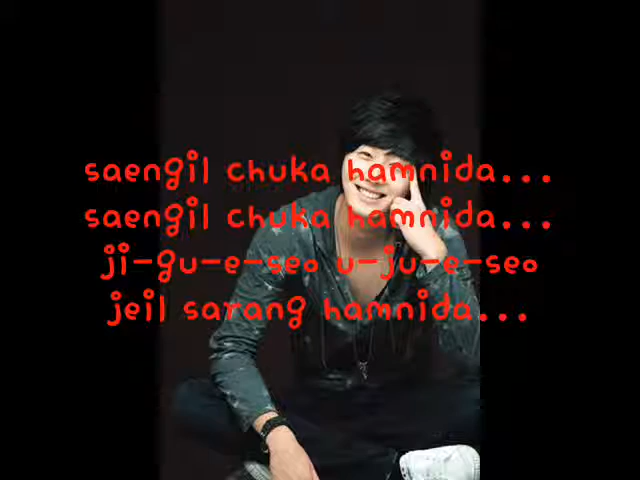 saengil chuka hamnida...
saengil chuka hamnida...
ji-gu-e-seo u-ju-e-seo
jeil sarang hamnida...